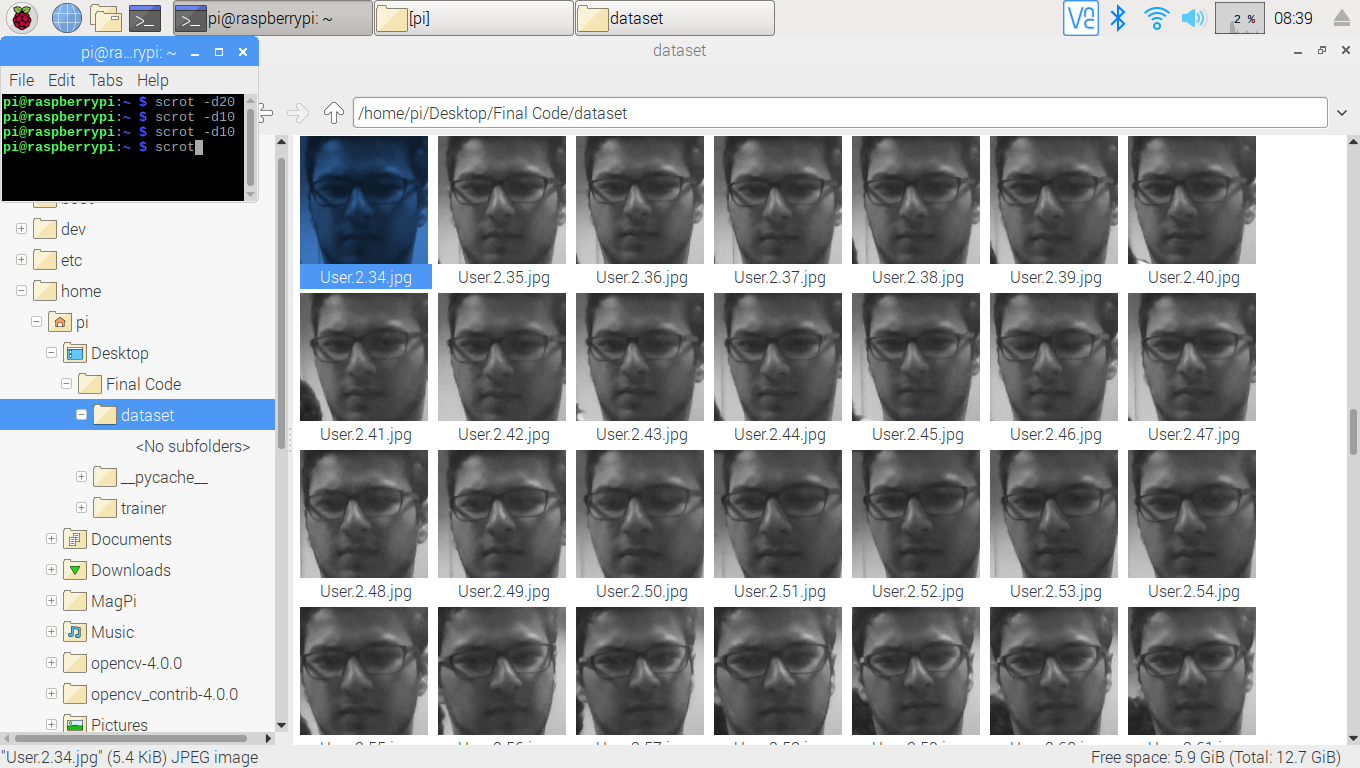 pi@raspberrypi: ~
[pi]
dataset
2 %
08:39
pi@ra...rypi: ~
dataset
File Edit Tabs Help
pi@raspberrypi:~ $ scrot -d20
pi@raspberrypi:~ $ scrot -d10
pi@raspberrypi:~ $ scrot -d10
pi@raspberrypi:~ $ scrot
/home/pi/Desktop/Final Code/dataset
dev
etc
home
pi
Desktop
Final Code
dataset
<No subfolders>
__pycache__
trainer
Documents
Downloads
MagPi
Music
opencv-4.0.0
opencv_contrib-4.0.0
Pictures
User.2.34.jpg User.2.35.jpg User.2.36.jpg User.2.37.jpg User.2.38.jpg User.2.39.jpg User.2.40.jpg
User.2.41.jpg User.2.42.jpg User.2.43.jpg User.2.44.jpg User.2.45.jpg User.2.46.jpg User.2.47.jpg
User.2.48.jpg User.2.49.jpg User.2.50.jpg User.2.51.jpg User.2.52.jpg User.2.53.jpg User.2.54.jpg
"User.2.34.jpg" (5.4 KiB) JPEG image
Free space: 5.9 GiB (Total: 12.7 GiB)